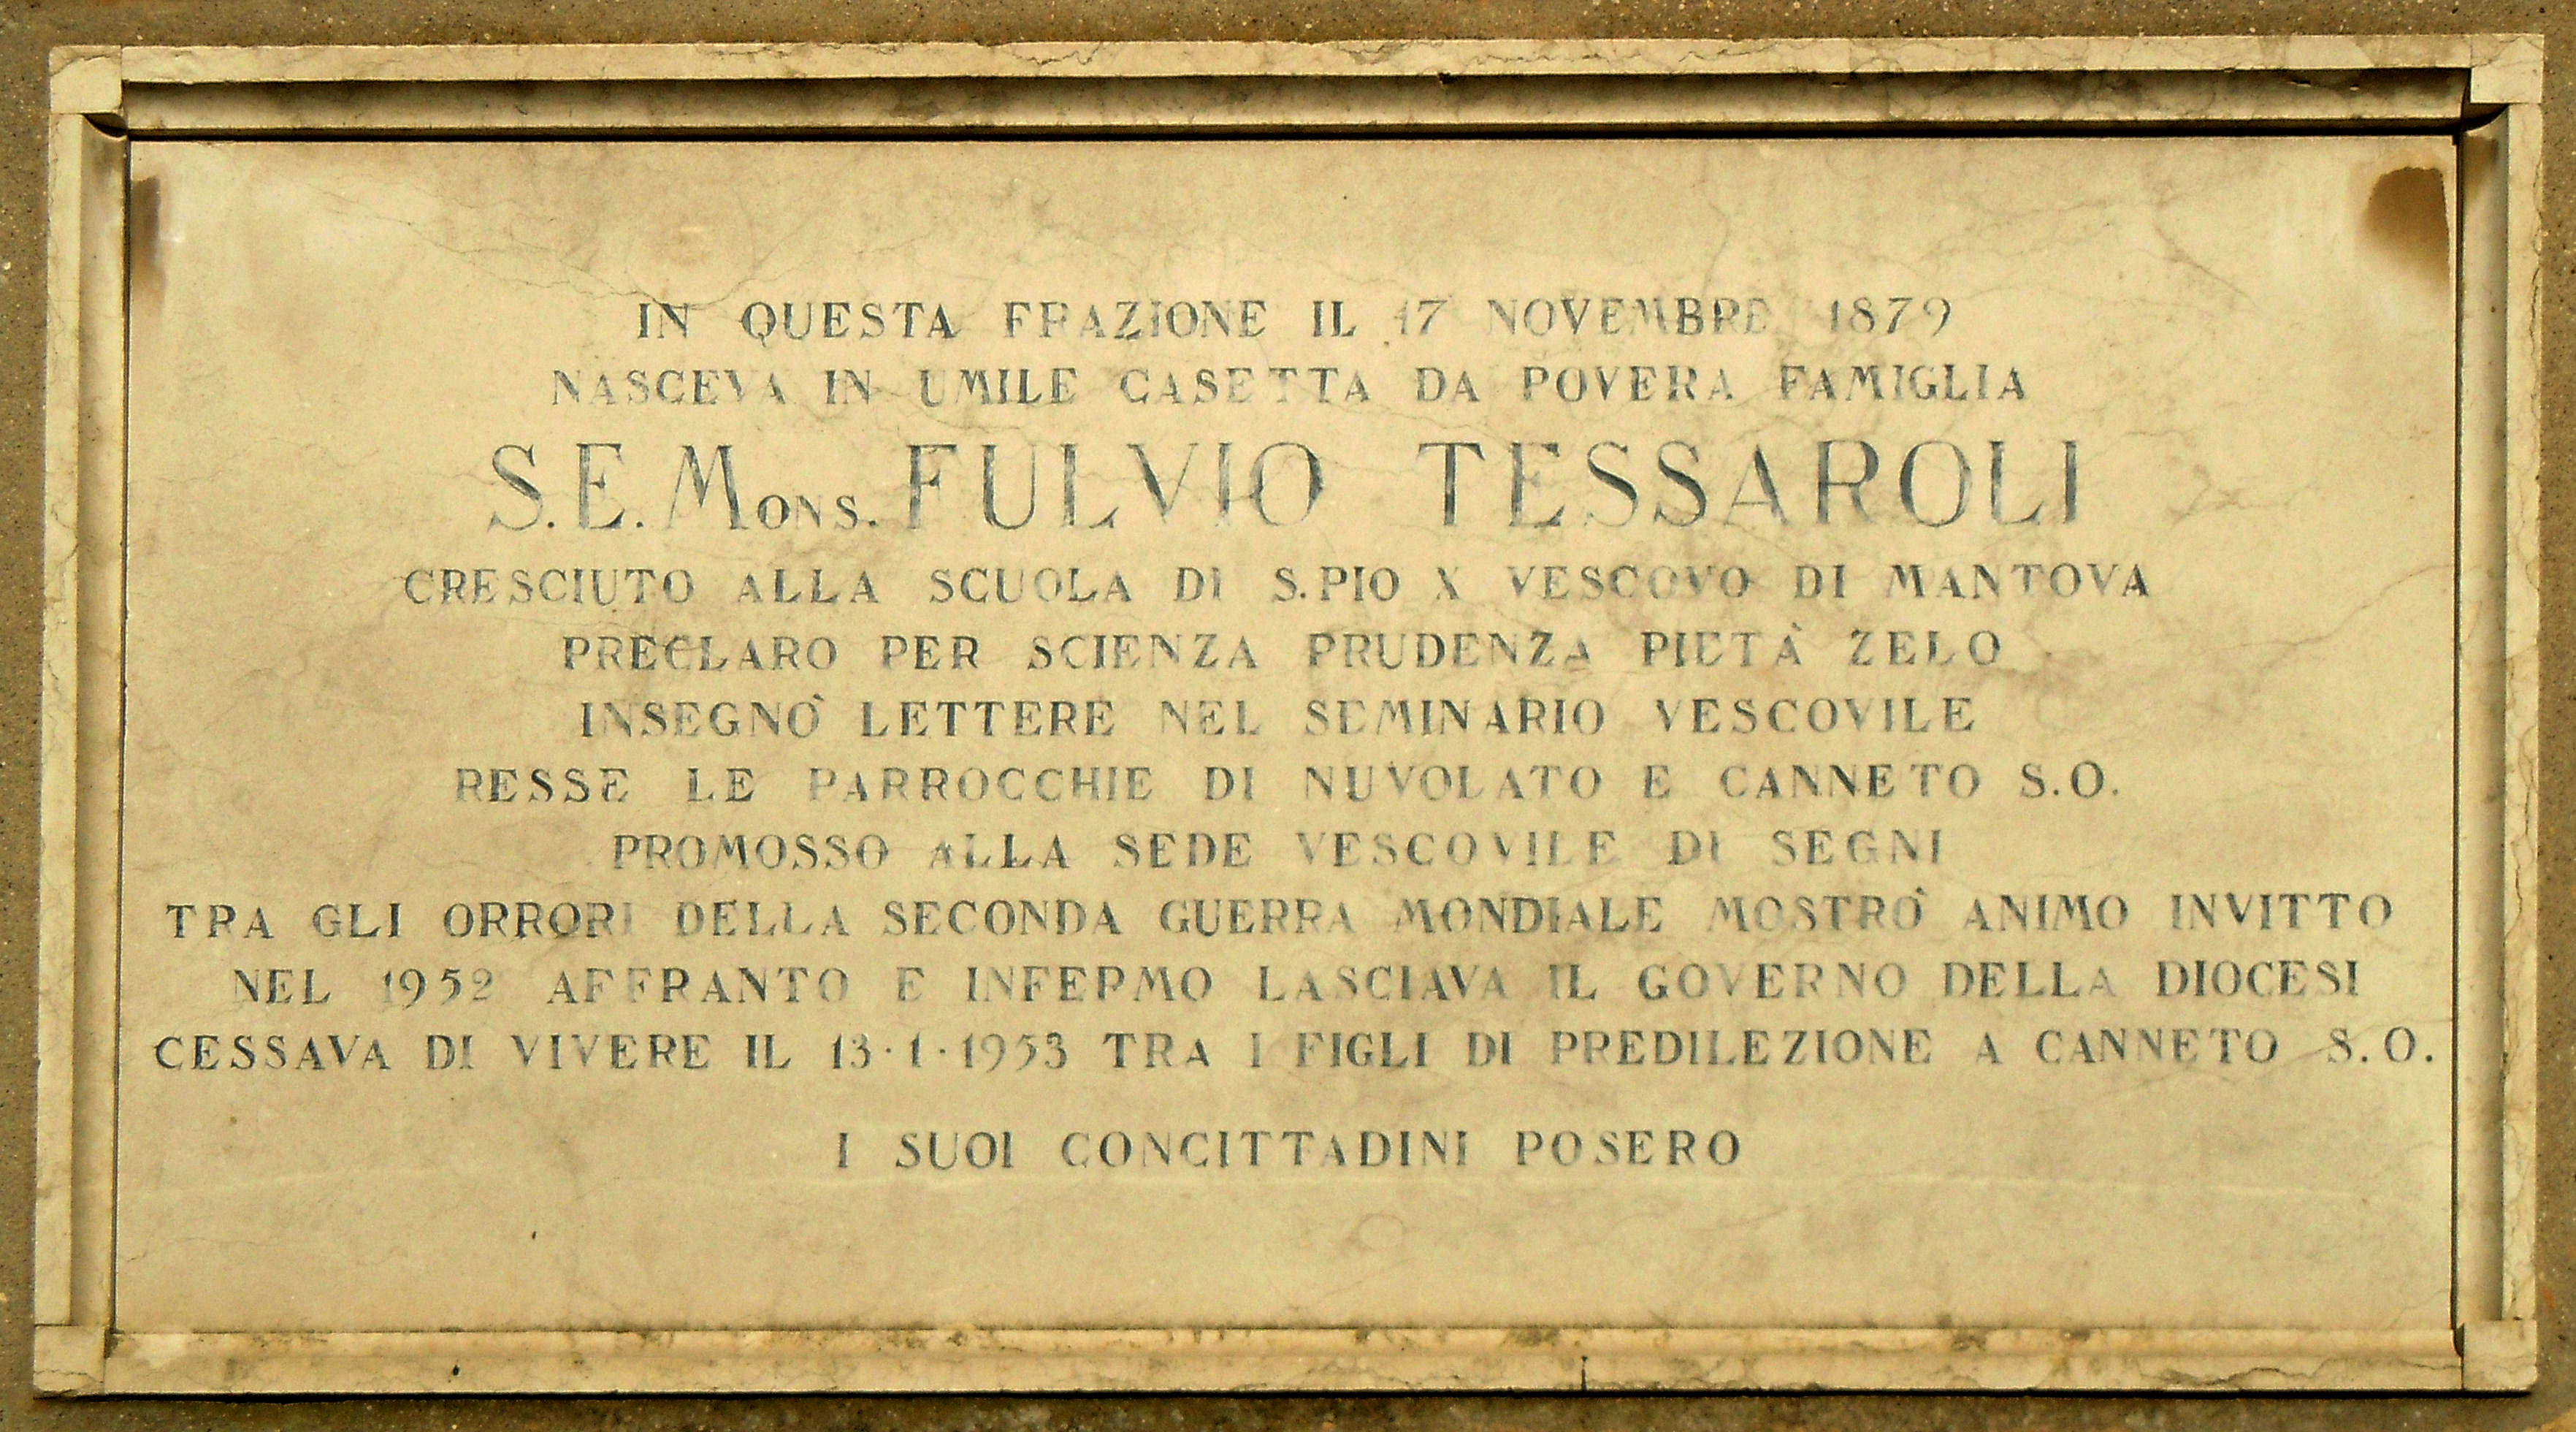 IN QUESTA FRAZIONE IL 17 NOVEMBRE 1879
NASCEVA IN UMILE CASETTA DA POVERA FAMIGLIA
S.E. Mons. FULVIO TESSAROLI
CRESCIUTO ALLA SCUOLA DI S.PIO X VESCOVO DI MANTOVA
PRECLARO PER SCIENZA PRUDENZA PIETÀ ZELO
INSEGNÒ LETTERE NEL SEMINARIO VESCOVILE
RESSE LE PARROCCHIE DI NUVOLATO E CANNETO S.O.
PROMOSSO ALLA SEDE VESCOVILE DI SEGNI
TRA GLI ORRORI DELLA SECONDA GUERRA MONDIALE MOSTRÒ ANIMO INVITTO
NEL 1952 AFFRANTO E INFERMO LASCIAVA IL GOVERNO DELLA DIOCESI
CESSAVA DI VIVERE IL 13·1·1953 TRA I FIGLI DI PREDILEZIONE A CANNETO S.O.
I SUOI CONCITTADINI POSERO